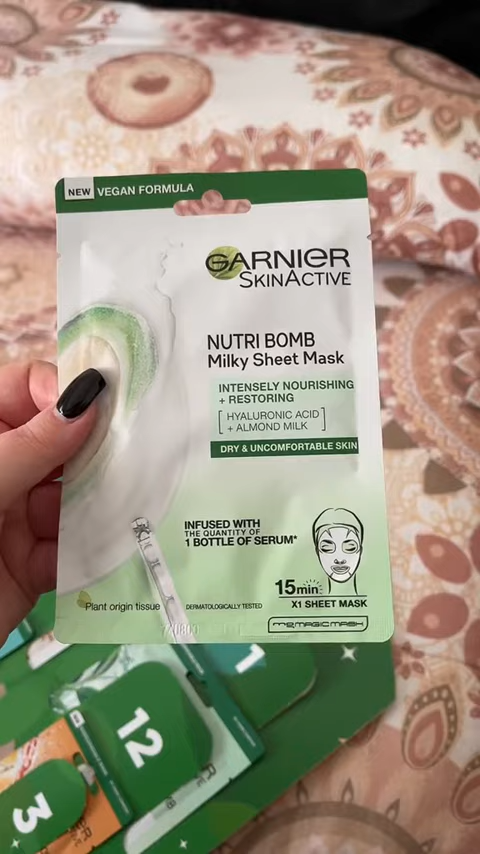 NEW VEGAN FORMULA
GARNIER
SKINACTIVE
NUTRI BOMB
Milky Sheet Mask
INTENSELY NOURISHING
+ RESTORING
[HYALURONIC ACID
+ ALMOND MILK]
DRY & UNCOMFORTABLE SKIN
INFUSED WITH
THE QUANTITY OF
1 BOTTLE OF SERUM*
15min
Plant origin tissue
DERMATOLOGICALLY TESTED
X1 SHEET MASK
1
12
3